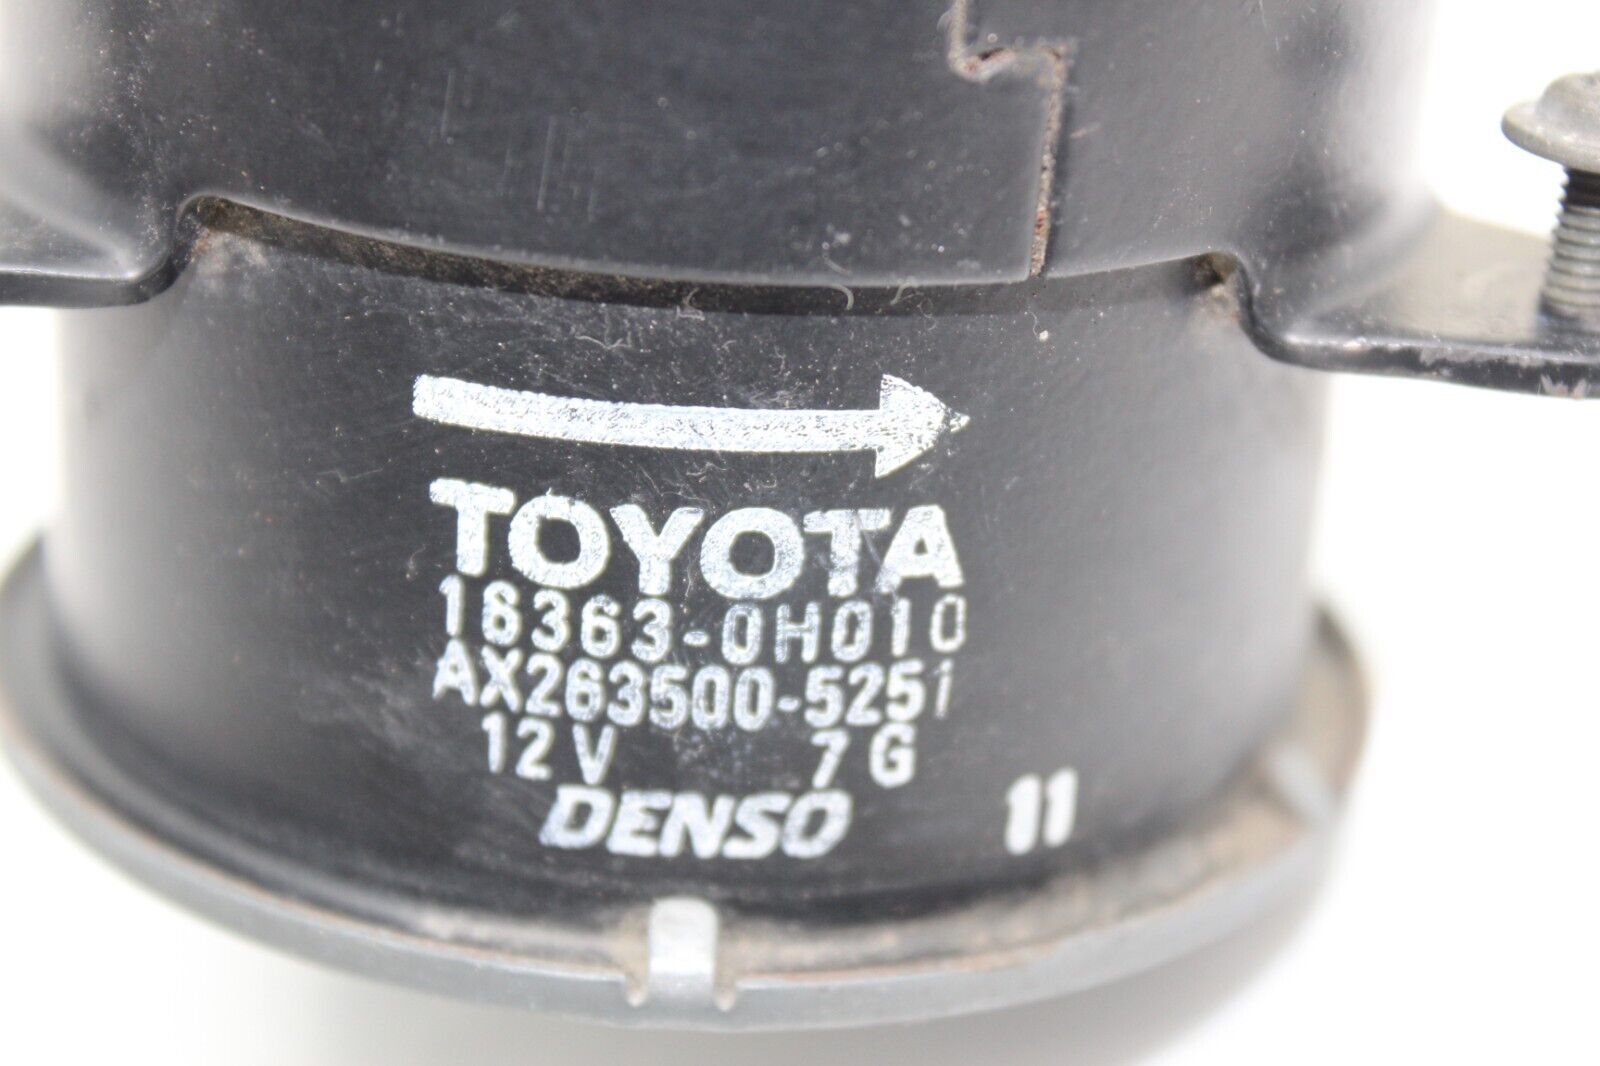 TOYOTA
16363-0H010
AX263500-5251
12V 7G
DENSO 11